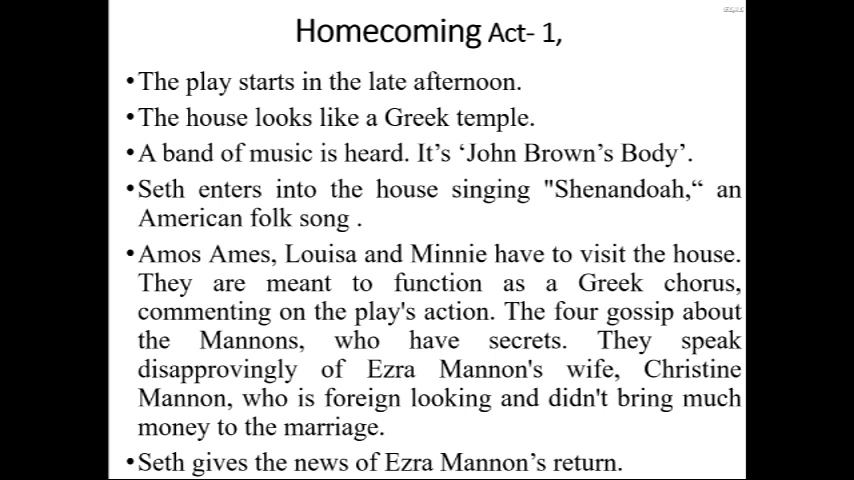 Homecoming Act- 1,
•The play starts in the late afternoon.
•The house looks like a Greek temple.
•A band of music is heard. It’s ‘John Brown’s Body’.
•Seth enters into the house singing "Shenandoah,“ an
American folk song .
•Amos Ames, Louisa and Minnie have to visit the house.
They are meant to function as a Greek chorus,
commenting on the play's action. The four gossip about
the Mannons, who have secrets. They speak
disapprovingly of Ezra Mannon's wife, Christine
Mannon, who is foreign looking and didn't bring much
money to the marriage.
•Seth gives the news of Ezra Mannon’s return.